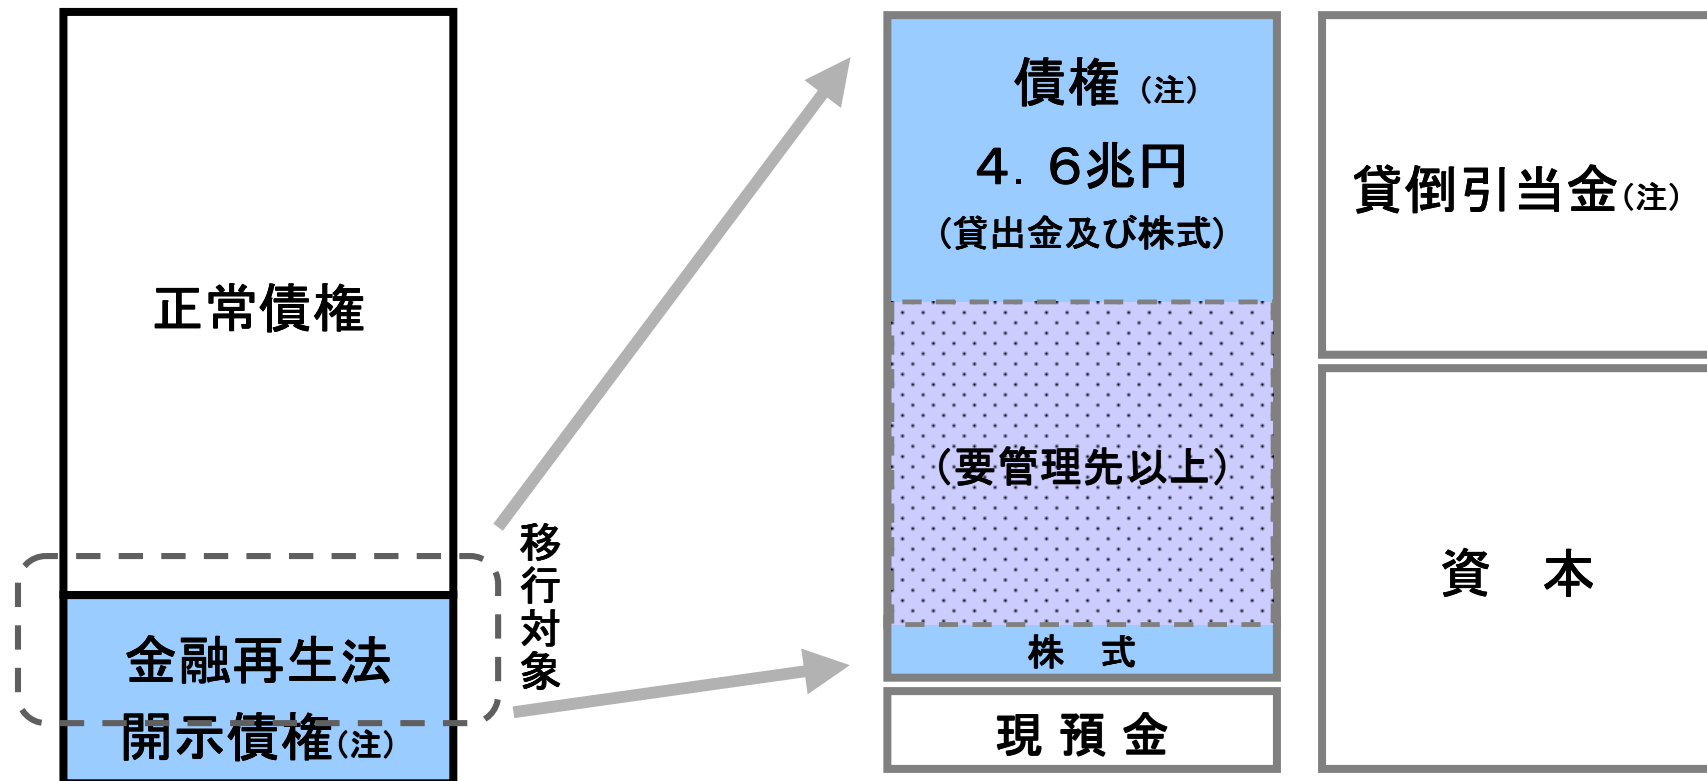 正常債権
金融再生法
開示債権(注)
移行対象
債権(注)
４．６兆円
(貸出金及び株式)
(要管理先以上)
株　式
現 預 金
貸倒引当金(注)
資　本